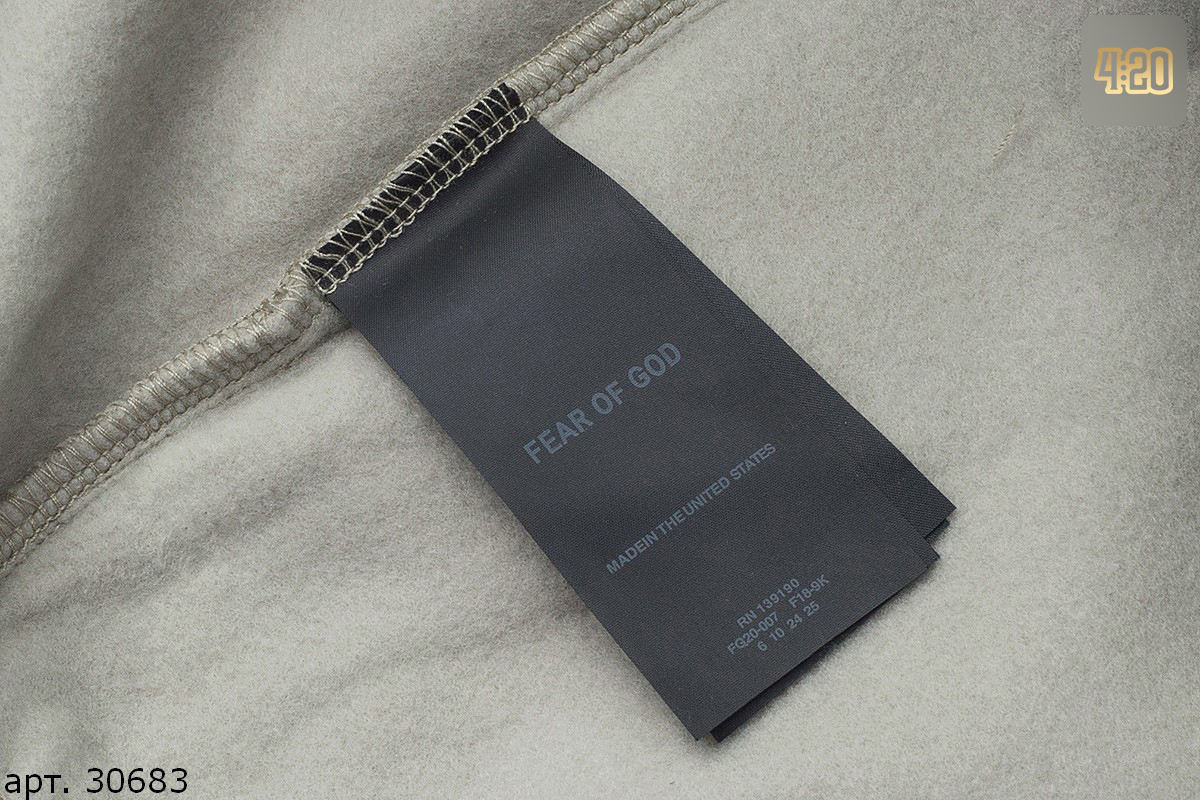 4:20
FEAR OF GOD
MADEIN THE UNITED STATES
RN 139190
FG20-007 F18-9K
6 10 24 25
арт. 30683